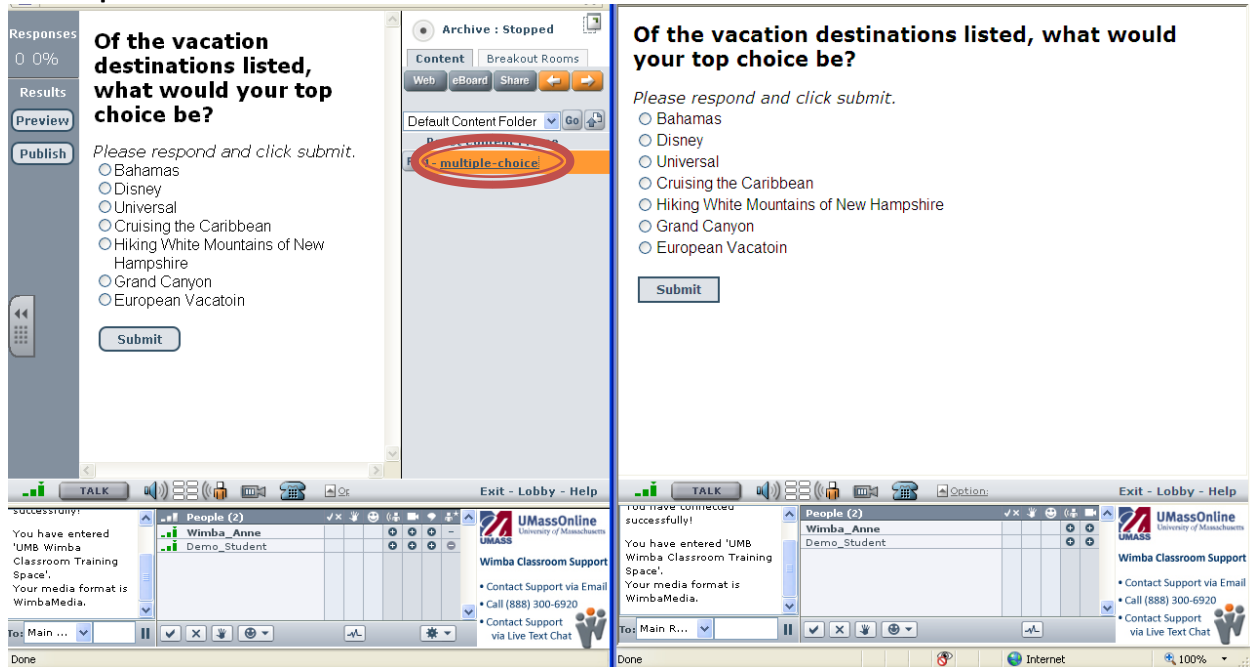 Responses
0 0%
Results
Preview
Publish
Of the vacation
destinations listed,
what would your top
choice be?
Please respond and click submit.
Bahamas
Disney
Universal
Cruising the Caribbean
Hiking White Mountains of New
Hampshire
Grand Canyon
European Vacatoin
Submit
Archive : Stopped
Content Breakout Rooms
Web eBoard Share
Default Content Folder Go
- multiple-choice
TALK
Exit - Lobby - Help
successfully!
You have entered
'UMB Wimba
Classroom Training
Space'.
Your media format is
WimbaMedia.
To: Main ...
People (2)
Wimba_Anne
Demo_Student
UMassOnline
University of Massachusetts
UMASS
Wimba Classroom Support
• Contact Support via Email
• Call (888) 300-6920
• Contact Support
via Live Text Chat
Done
Of the vacation destinations listed, what would
your top choice be?
Please respond and click submit.
Bahamas
Disney
Universal
Cruising the Caribbean
Hiking White Mountains of New Hampshire
Grand Canyon
European Vacatoin
Submit
TALK
Option:
Exit - Lobby - Help
You have connected
successfully!
You have entered 'UMB
Wimba Classroom Training
Space'.
Your media format is
WimbaMedia.
To: Main R...
People (2)
Wimba_Anne
Demo_Student
UMassOnline
University of Massachusetts
UMASS
Wimba Classroom Support
• Contact Support via Email
• Call (888) 300-6920
• Contact Support
via Live Text Chat
Done
Internet
100%